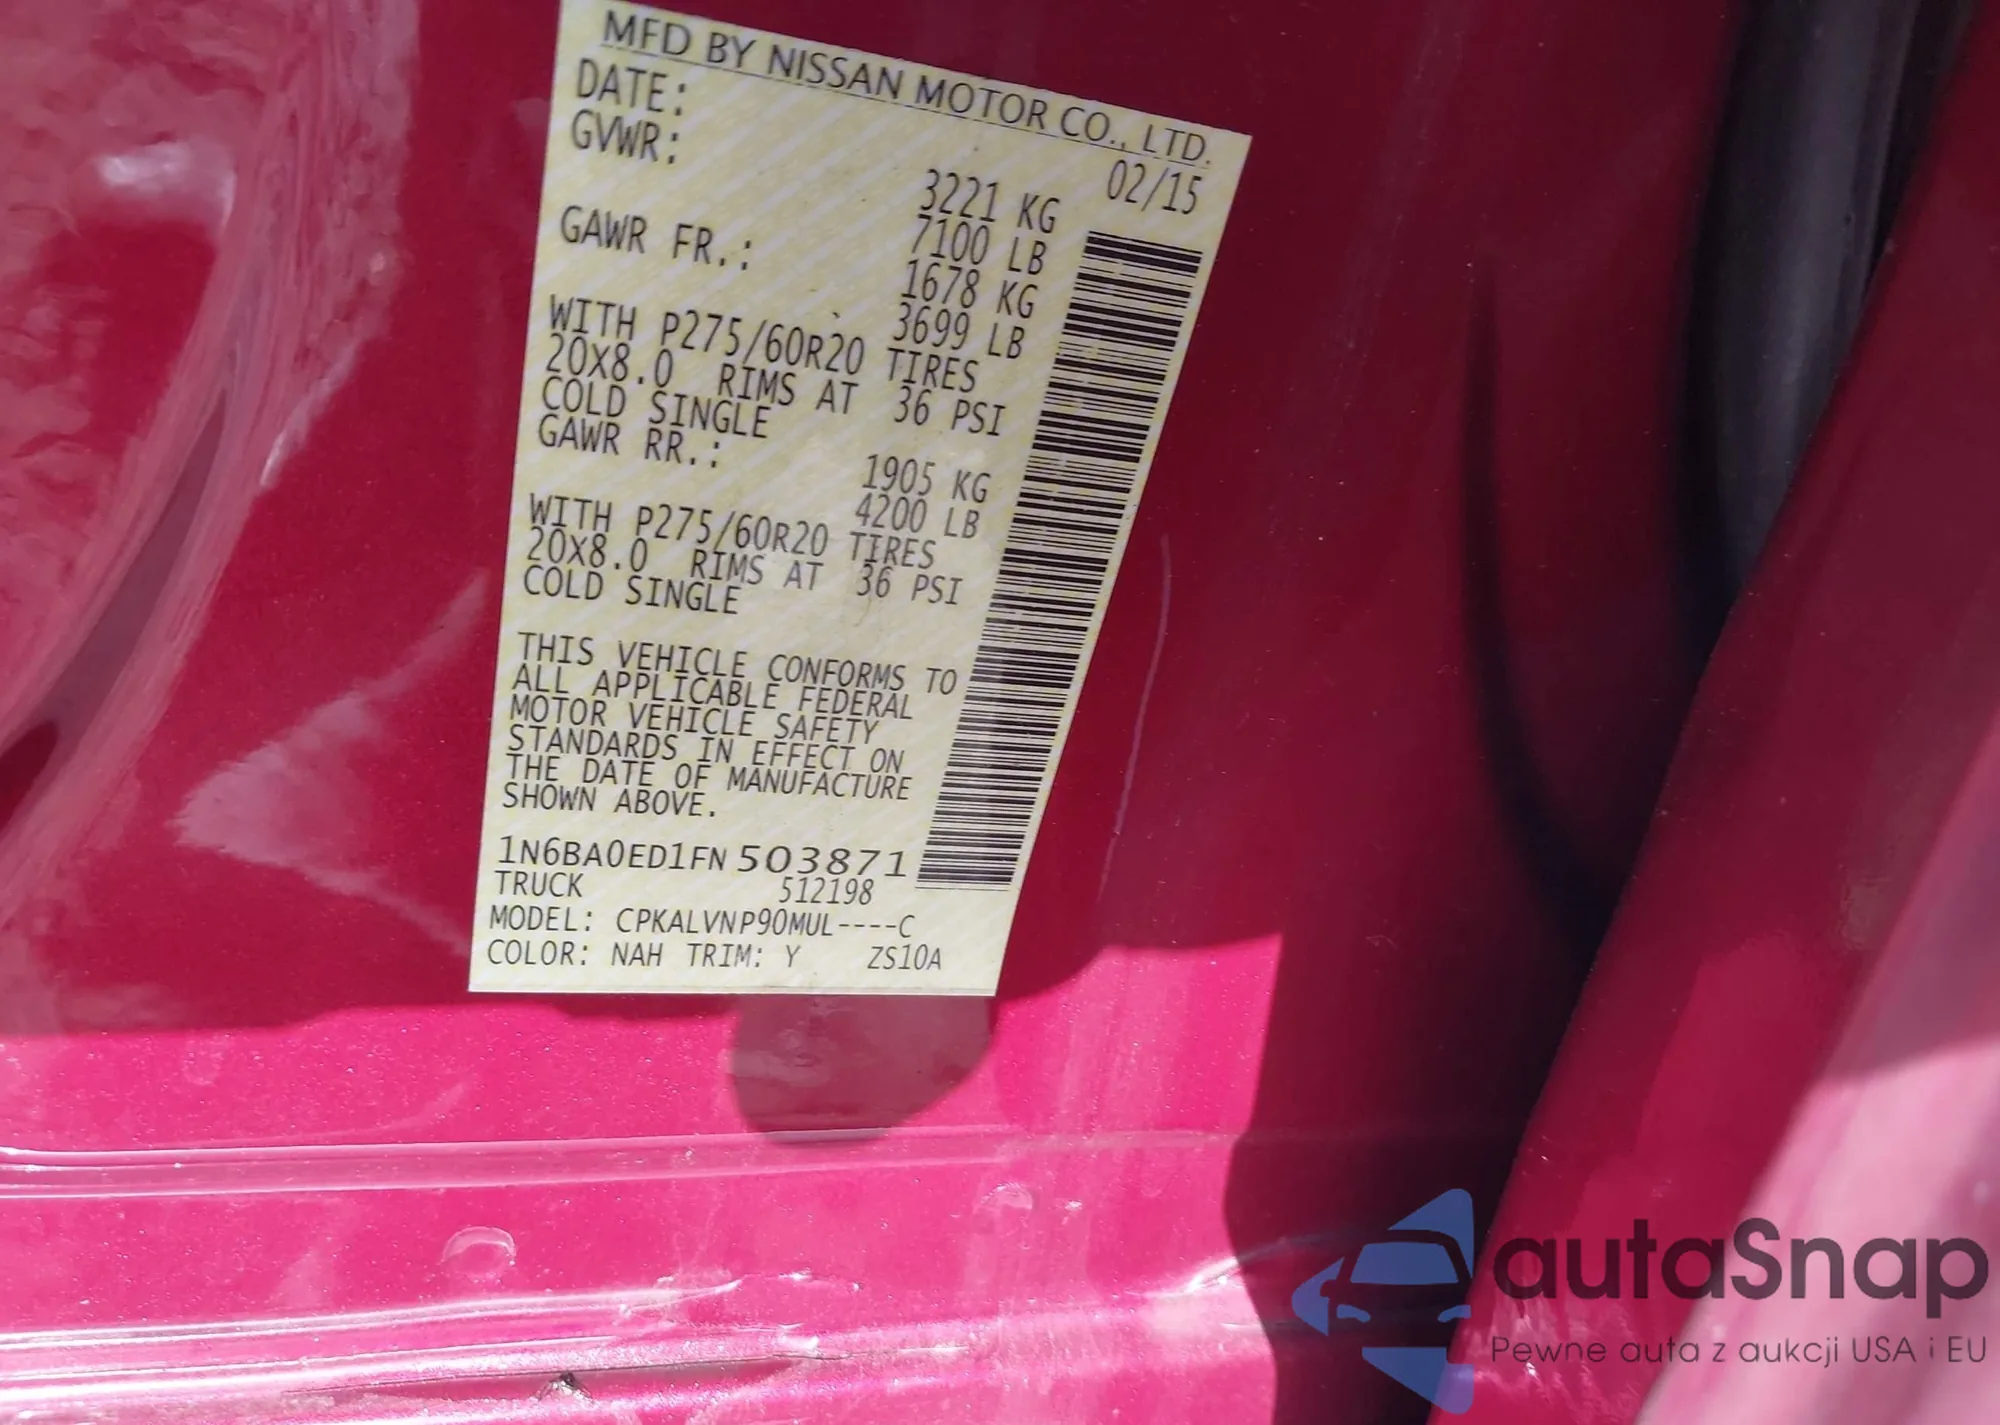 MFD BY NISSAN MOTOR CO., LTD.
DATE: 02/15
GVWR: 3221 KG
7100 LB
GAWR FR.: 1678 KG
3699 LB
WITH P275/60R20 TIRES
20X8.0 RIMS AT 36 PSI
COLD SINGLE
GAWR RR.: 1905 KG
4200 LB
WITH P275/60R20 TIRES
20X8.0 RIMS AT 36 PSI
COLD SINGLE
THIS VEHICLE CONFORMS TO
ALL APPLICABLE FEDERAL
MOTOR VEHICLE SAFETY
STANDARDS IN EFFECT ON
THE DATE OF MANUFACTURE
SHOWN ABOVE.
1N6BA0ED1FN 503871
TRUCK 512198
MODEL: CPKALVNP90MUL----C
COLOR: NAH TRIM: Y ZS10A
autaSnap
Pewne auta z aukcji USA i EU